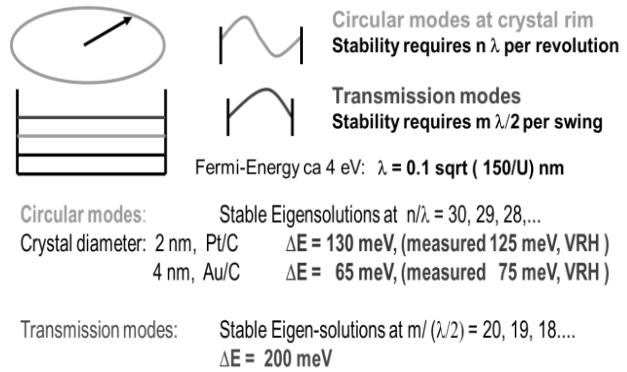 Circular modes at crystal rim
Stability requires n λ per revolution
Transmission modes
Stability requires m λ/2 per swing
Fermi-Energy ca 4 eV: λ = 0.1 sqrt ( 150/U) nm
Circular modes: Stable Eigensolutions at n/λ = 30, 29, 28,...
Crystal diameter: 2 nm, Pt/C ΔE = 130 meV, (measured 125 meV, VRH )
4 nm, Au/C ΔE = 65 meV, (measured 75 meV, VRH )
Transmission modes: Stable Eigen-solutions at m/ (λ/2) = 20, 19, 18....
ΔE = 200 meV